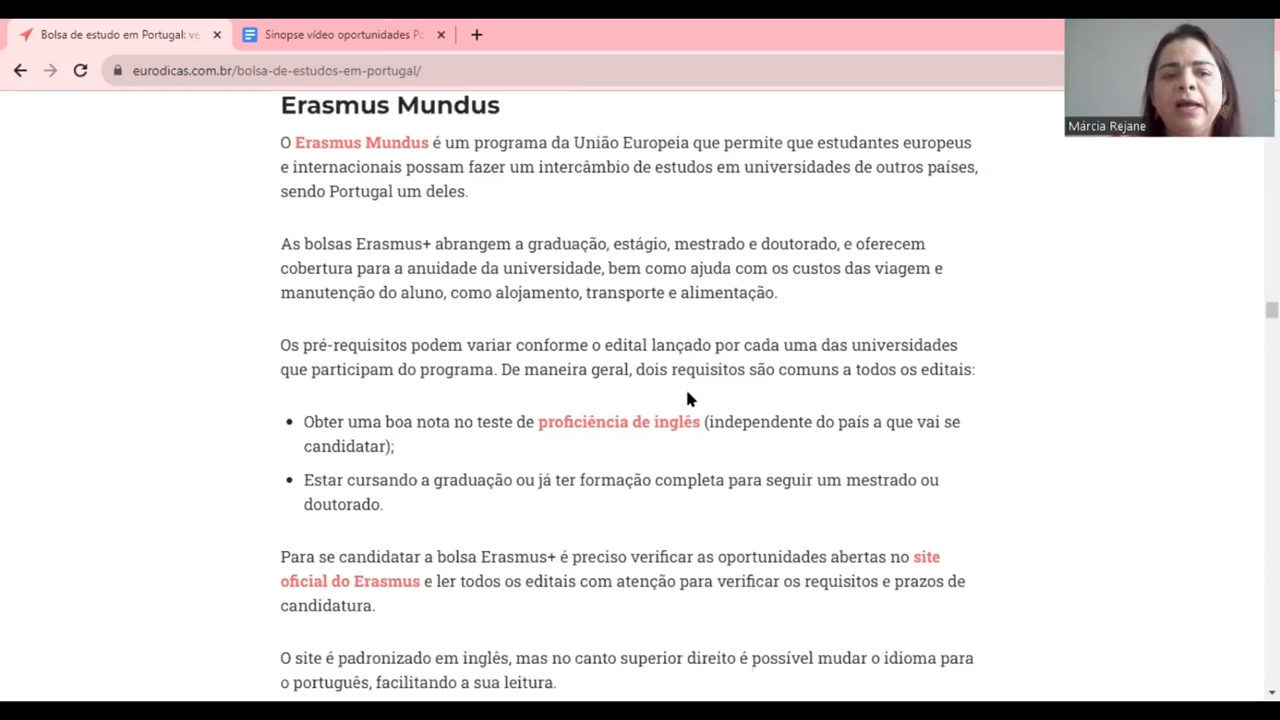 Bolsa de estudo em Portugal: ve
Sinopse vídeo oportunidades Po
eurodicas.com.br/bolsa-de-estudos-em-portugal/
Márcia Rejane
Erasmus Mundus
O Erasmus Mundus é um programa da União Europeia que permite que estudantes europeus
e internacionais possam fazer um intercâmbio de estudos em universidades de outros países,
sendo Portugal um deles.
As bolsas Erasmus+ abrangem a graduação, estágio, mestrado e doutorado, e oferecem
cobertura para a anuidade da universidade, bem como ajuda com os custos das viagem e
manutenção do aluno, como alojamento, transporte e alimentação.
Os pré-requisitos podem variar conforme o edital lançado por cada uma das universidades
que participam do programa. De maneira geral, dois requisitos são comuns a todos os editais:
• Obter uma boa nota no teste de proficiência de inglês (independente do país a que vai se
candidatar);
• Estar cursando a graduação ou já ter formação completa para seguir um mestrado ou
doutorado.
Para se candidatar a bolsa Erasmus+ é preciso verificar as oportunidades abertas no site
oficial do Erasmus e ler todos os editais com atenção para verificar os requisitos e prazos de
candidatura.
O site é padronizado em inglês, mas no canto superior direito é possível mudar o idioma para
o português, facilitando a sua leitura.